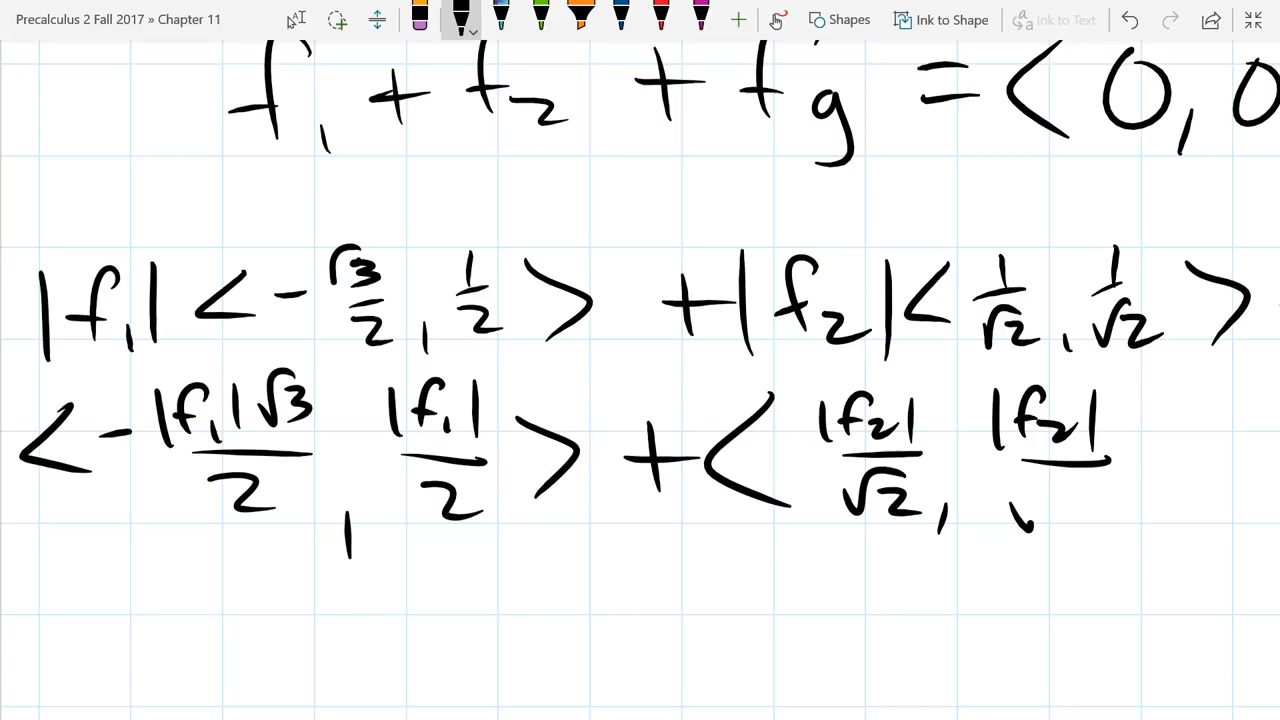 Precalculus 2 Fall 2017 » Chapter 11
Shapes
Ink to Shape
Ink to Text
f₁ + f₂ + f_g = < 0, 0
|f₁| < -√3/2, 1/2 > + |f₂| < 1/√2, 1/√2 >
< -|f₁|√3/2, |f₁|/2 > + < |f₂|/√2, |f₂|/